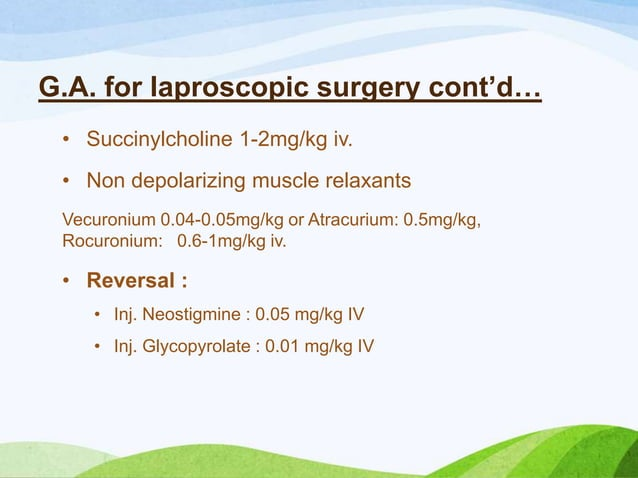 G.A. for laproscopic surgery cont’d…
• Succinylcholine 1-2mg/kg iv.
• Non depolarizing muscle relaxants
Vecuronium 0.04-0.05mg/kg or Atracurium: 0.5mg/kg,
Rocuronium: 0.6-1mg/kg iv.
• Reversal :
• Inj. Neostigmine : 0.05 mg/kg IV
• Inj. Glycopyrolate : 0.01 mg/kg IV